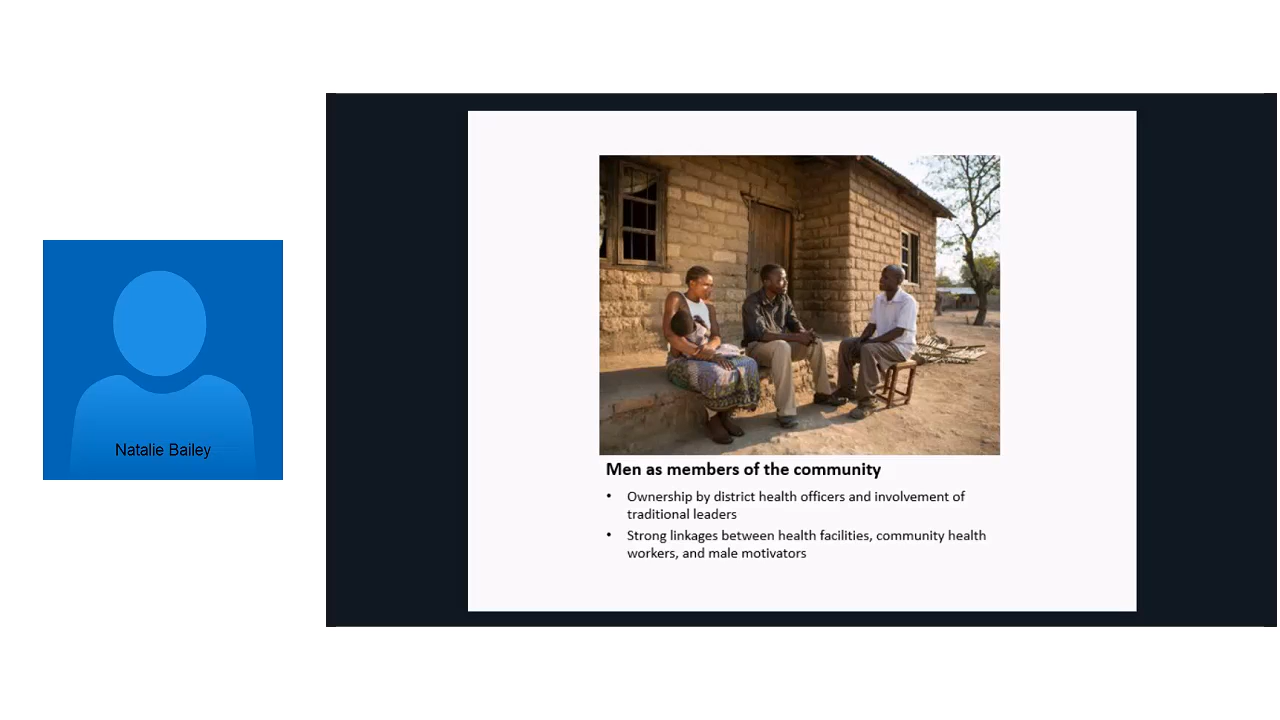 Natalie Bailey
Men as members of the community
• Ownership by district health officers and involvement of
traditional leaders
• Strong linkages between health facilities, community health
workers, and male motivators